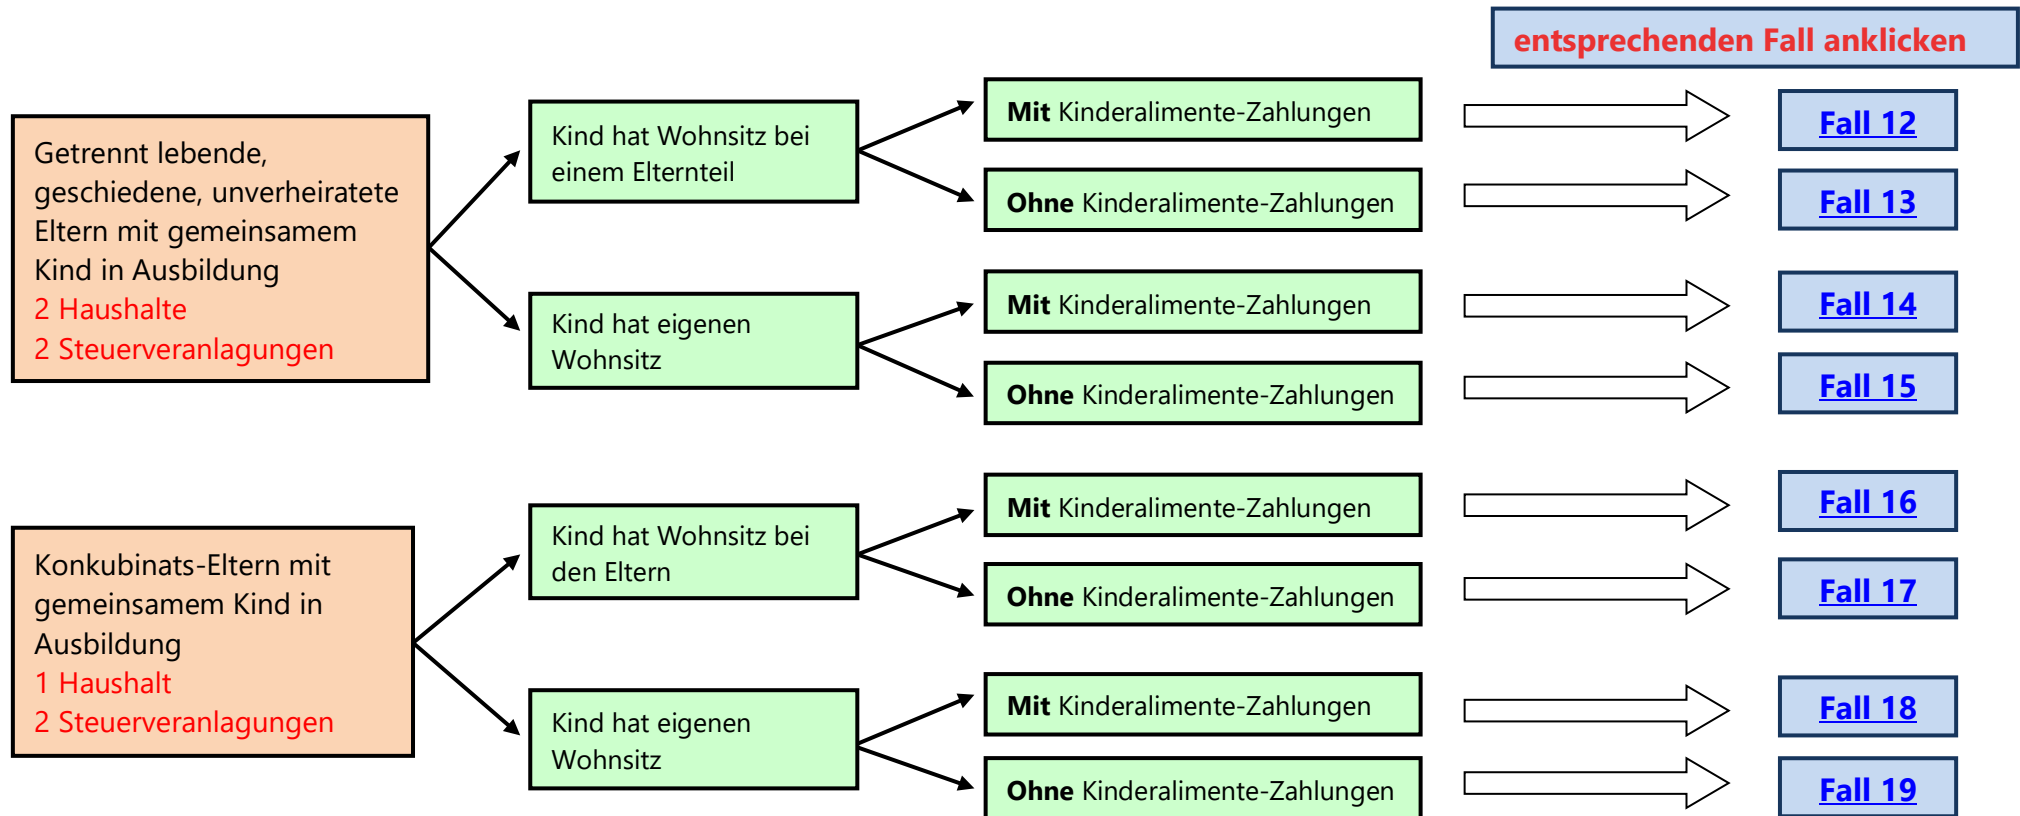 entsprechenden Fall anklicken
Getrennt lebende,
geschiedene, unverheiratete
Eltern mit gemeinsamem
Kind in Ausbildung
2 Haushalte
2 Steuerveranlagungen
Kind hat Wohnsitz bei
einem Elternteil
Mit Kinderalimente-Zahlungen
Fall 12
Ohne Kinderalimente-Zahlungen
Fall 13
Kind hat eigenen
Wohnsitz
Mit Kinderalimente-Zahlungen
Fall 14
Ohne Kinderalimente-Zahlungen
Fall 15
Konkubinats-Eltern mit
gemeinsamem Kind in
Ausbildung
1 Haushalt
2 Steuerveranlagungen
Kind hat Wohnsitz bei
den Eltern
Mit Kinderalimente-Zahlungen
Fall 16
Ohne Kinderalimente-Zahlungen
Fall 17
Kind hat eigenen
Wohnsitz
Mit Kinderalimente-Zahlungen
Fall 18
Ohne Kinderalimente-Zahlungen
Fall 19